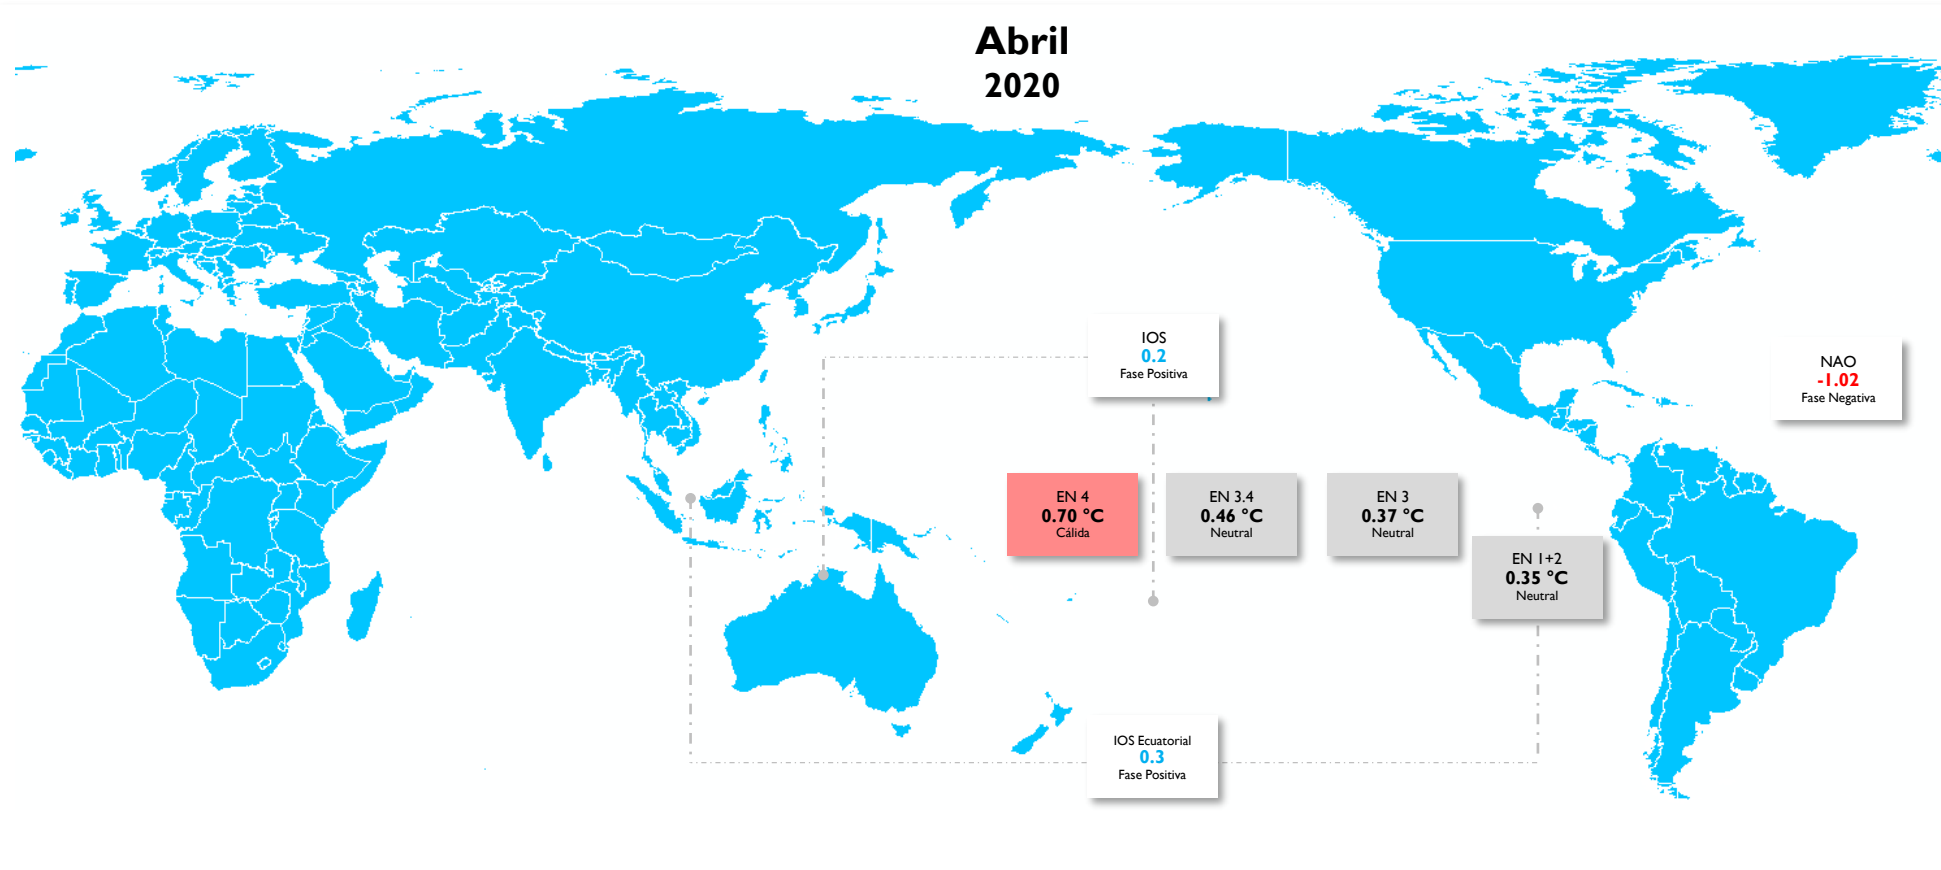 Abril
2020
IOS
0.2
Fase Positiva
NAO
-1.02
Fase Negativa
EN 4
0.70 °C
Cálida
EN 3.4
0.46 °C
Neutral
EN 3
0.37 °C
Neutral
EN 1+2
0.35 °C
Neutral
IOS Ecuatorial
0.3
Fase Positiva